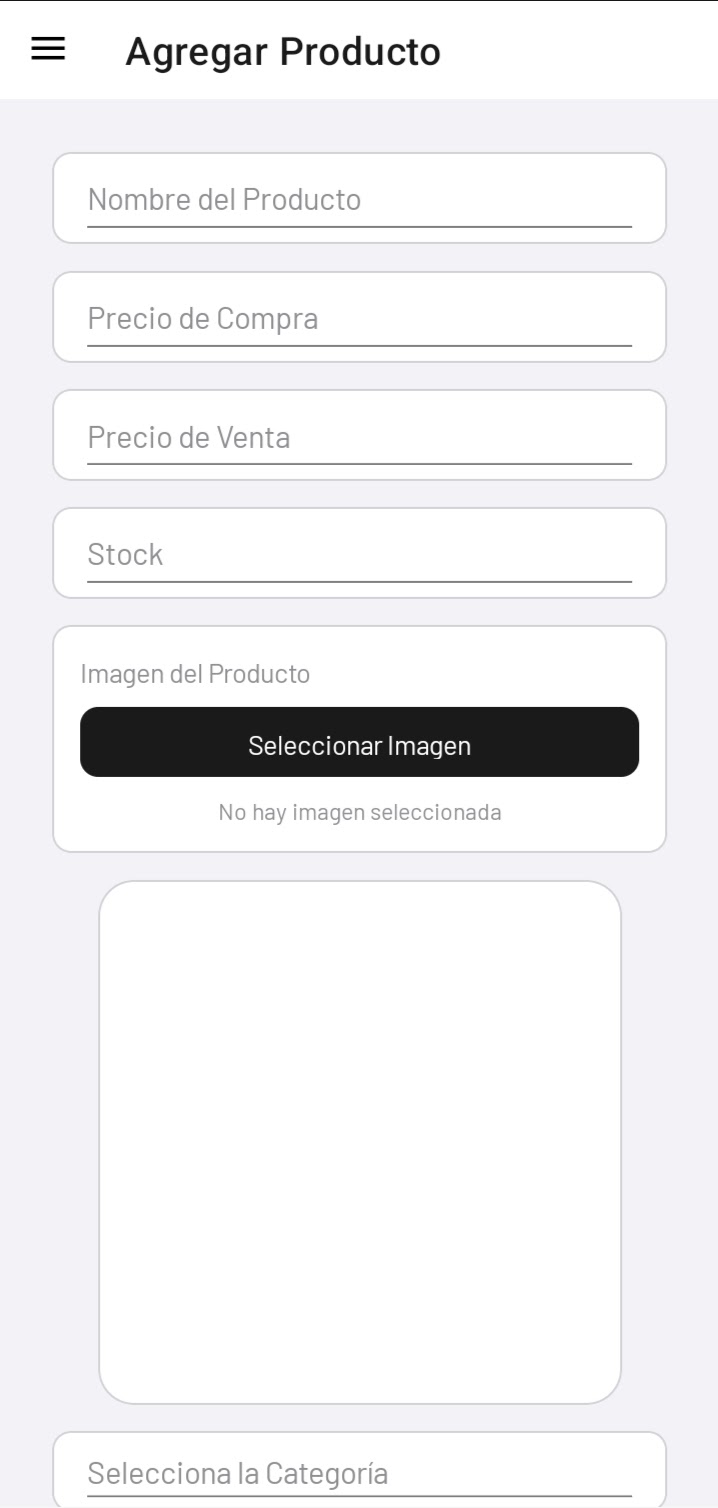 Agregar Producto
Nombre del Producto
Precio de Compra
Precio de Venta
Stock
Imagen del Producto
Seleccionar Imagen
No hay imagen seleccionada
Selecciona la Categoría